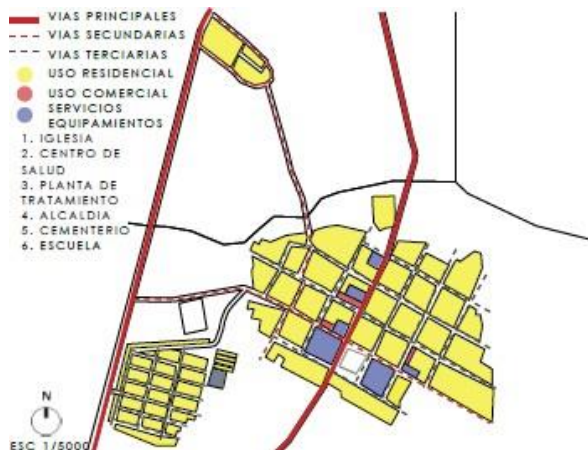 VIAS PRINCIPALES
VIAS SECUNDARIAS
VIAS TERCIARIAS
USO RESIDENCIAL
USO COMERCIAL
SERVICIOS
EQUIPAMIENTOS
1. IGLESIA
2. CENTRO DE
SALUD
3. PLANTA DE
TRATAMIENTO
4. ALCALDIA
5. CEMENTERIO
6. ESCUELA
N
ESC 1/5000